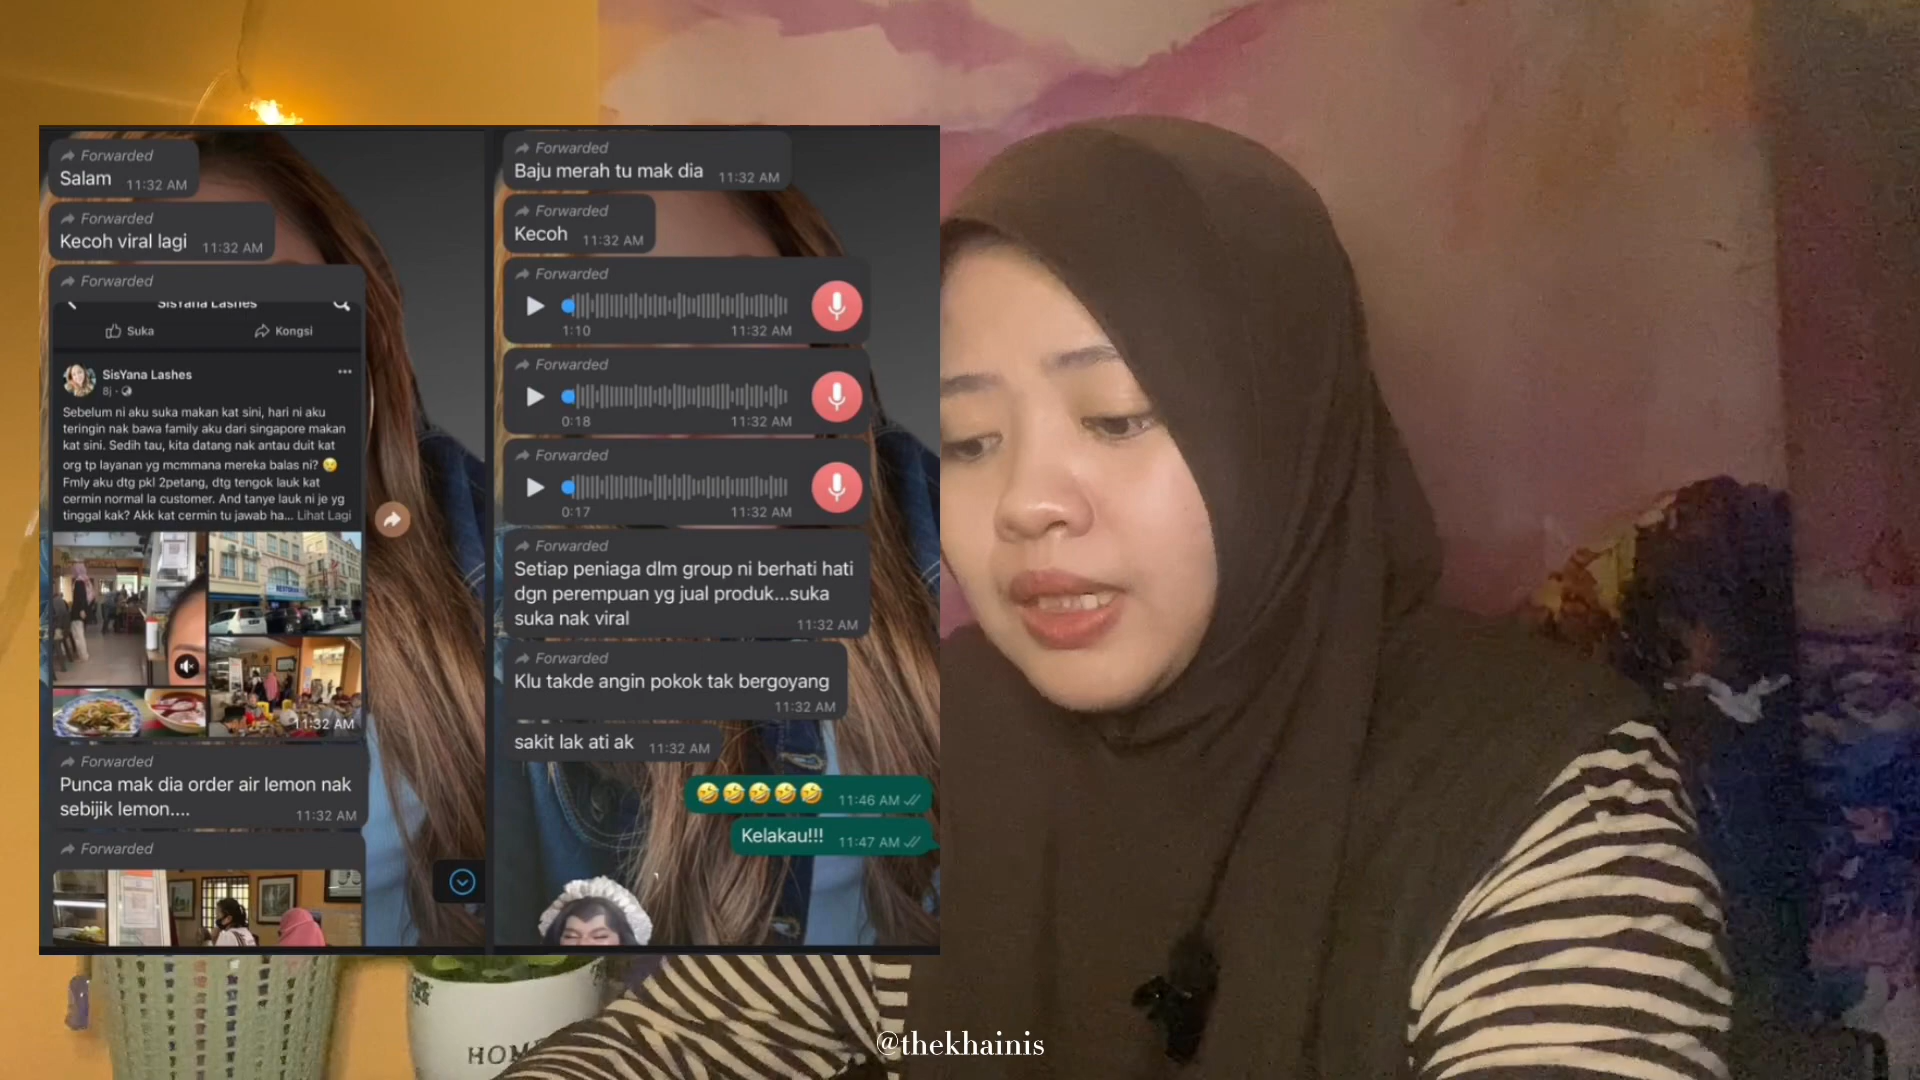 Forwarded
Salam 11:32 AM
Forwarded
Kecoh viral lagi 11:32 AM
Forwarded
SisYana Lashes
Suka Kongsi
SisYana Lashes
8j
Sebelum ni aku suka makan kat sini, hari ni aku
teringin nak bawa family aku dari singapore makan
kat sini. Sedih tau, kita datang nak antau duit kat
org tp layanan yg mcmmana mereka balas ni? 😢
Fmly aku dtg pkl 2petang, dtg tengok lauk kat
cermin normal la customer. And tanye lauk ni je yg
tinggal kak? Akk kat cermin tu jawab ha... Lihat Lagi
11:32 AM
Forwarded
Punca mak dia order air lemon nak
sebijik lemon.... 11:32 AM
Forwarded
Forwarded
Baju merah tu mak dia 11:32 AM
Forwarded
Kecoh 11:32 AM
Forwarded
1:10 11:32 AM
Forwarded
0:18 11:32 AM
Forwarded
0:17 11:32 AM
Forwarded
Setiap peniaga dlm group ni berhati hati
dgn perempuan yg jual produk...suka
suka nak viral 11:32 AM
Forwarded
Klu takde angin pokok tak bergoyang
11:32 AM
sakit lak ati ak 11:32 AM
🤣🤣🤣🤣🤣 11:46 AM
Kelakau!!! 11:47 AM
@thekhainis